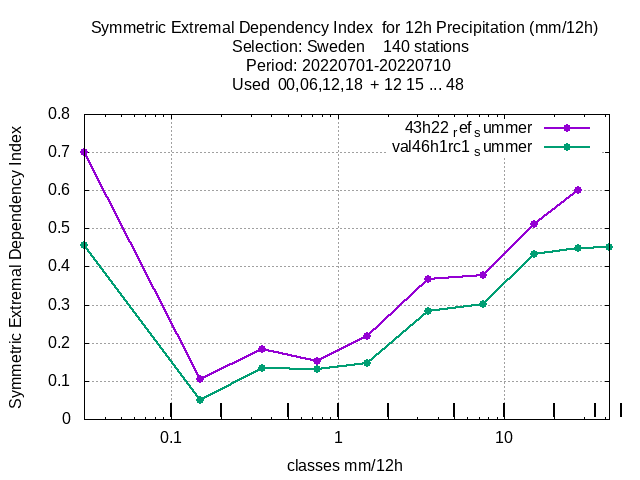 Symmetric Extremal Dependency Index  for 12h Precipitation (mm/12h)
Selection: Sweden    140 stations
Period: 20220701-20220710
Used  00,06,12,18  + 12 15 ... 48
0.8
0.7
0.6
0.5
0.4
0.3
0.2
0.1
0
43h22 refsummer
val46h1rc1 summer
Symmetric Extremal Dependency Index
0.1
1
10
classes mm/12h